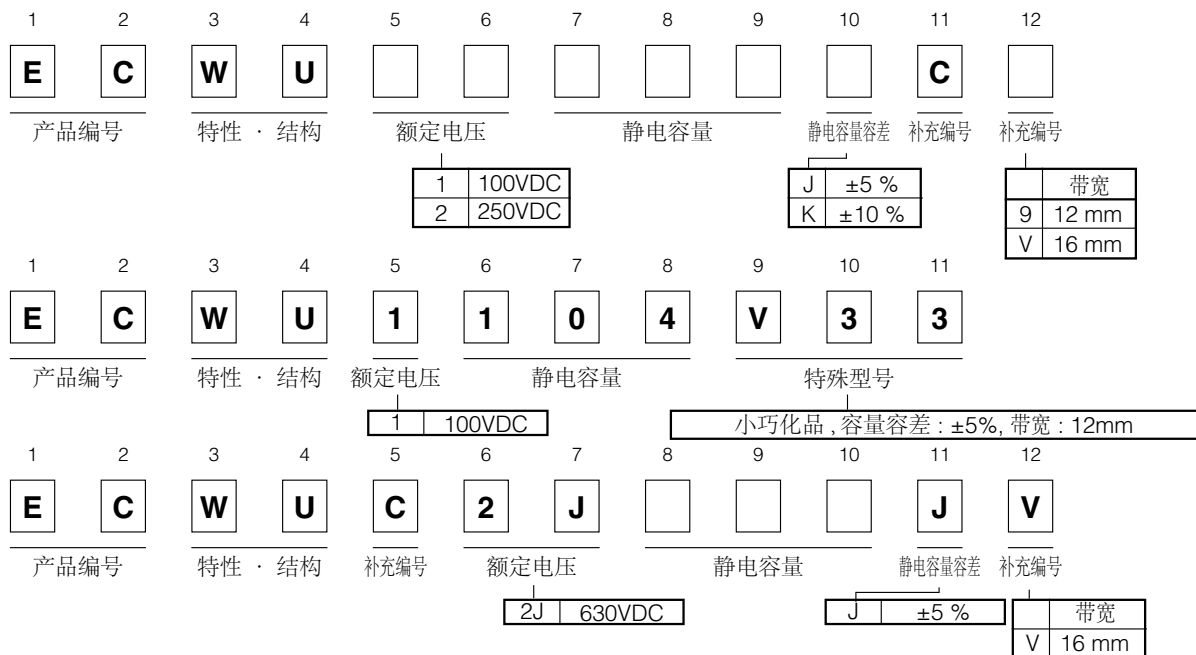 1 2 3 4 5 6 7 8 9 10 11 12
E C W U C
产品编号 特性 · 结构 额定电压 静电容量 静电容量容差 补充编号 补充编号
1 100VDC
2 250VDC
J ±5 %
K ±10 %
带宽
9 12 mm
V 16 mm
1 2 3 4 5 6 7 8 9 10 11
E C W U 1 1 0 4 V 3 3
产品编号 特性 · 结构 额定电压 静电容量 特殊型号
1 100VDC
小巧化品 , 容量容差 : ±5%, 带宽 : 12mm
1 2 3 4 5 6 7 8 9 10 11 12
E C W U C 2 J J V
产品编号 特性 · 结构 补充编号 额定电压 静电容量 静电容量容差 补充编号
2J 630VDC
J ±5 %
带宽
V 16 mm